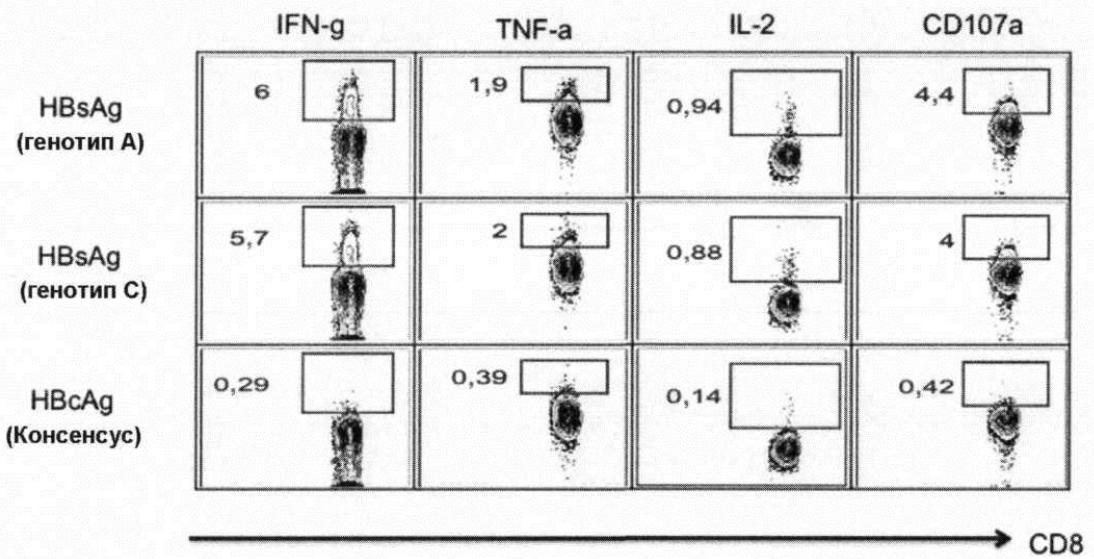 IFN-g TNF-a IL-2 CD107a
HBsAg
(генотип А)
6 1,9 0,94 4,4
HBsAg
(генотип С)
5,7 2 0,88 4
HBcAg
(Консенсус)
0,29 0,39 0,14 0,42
CD8